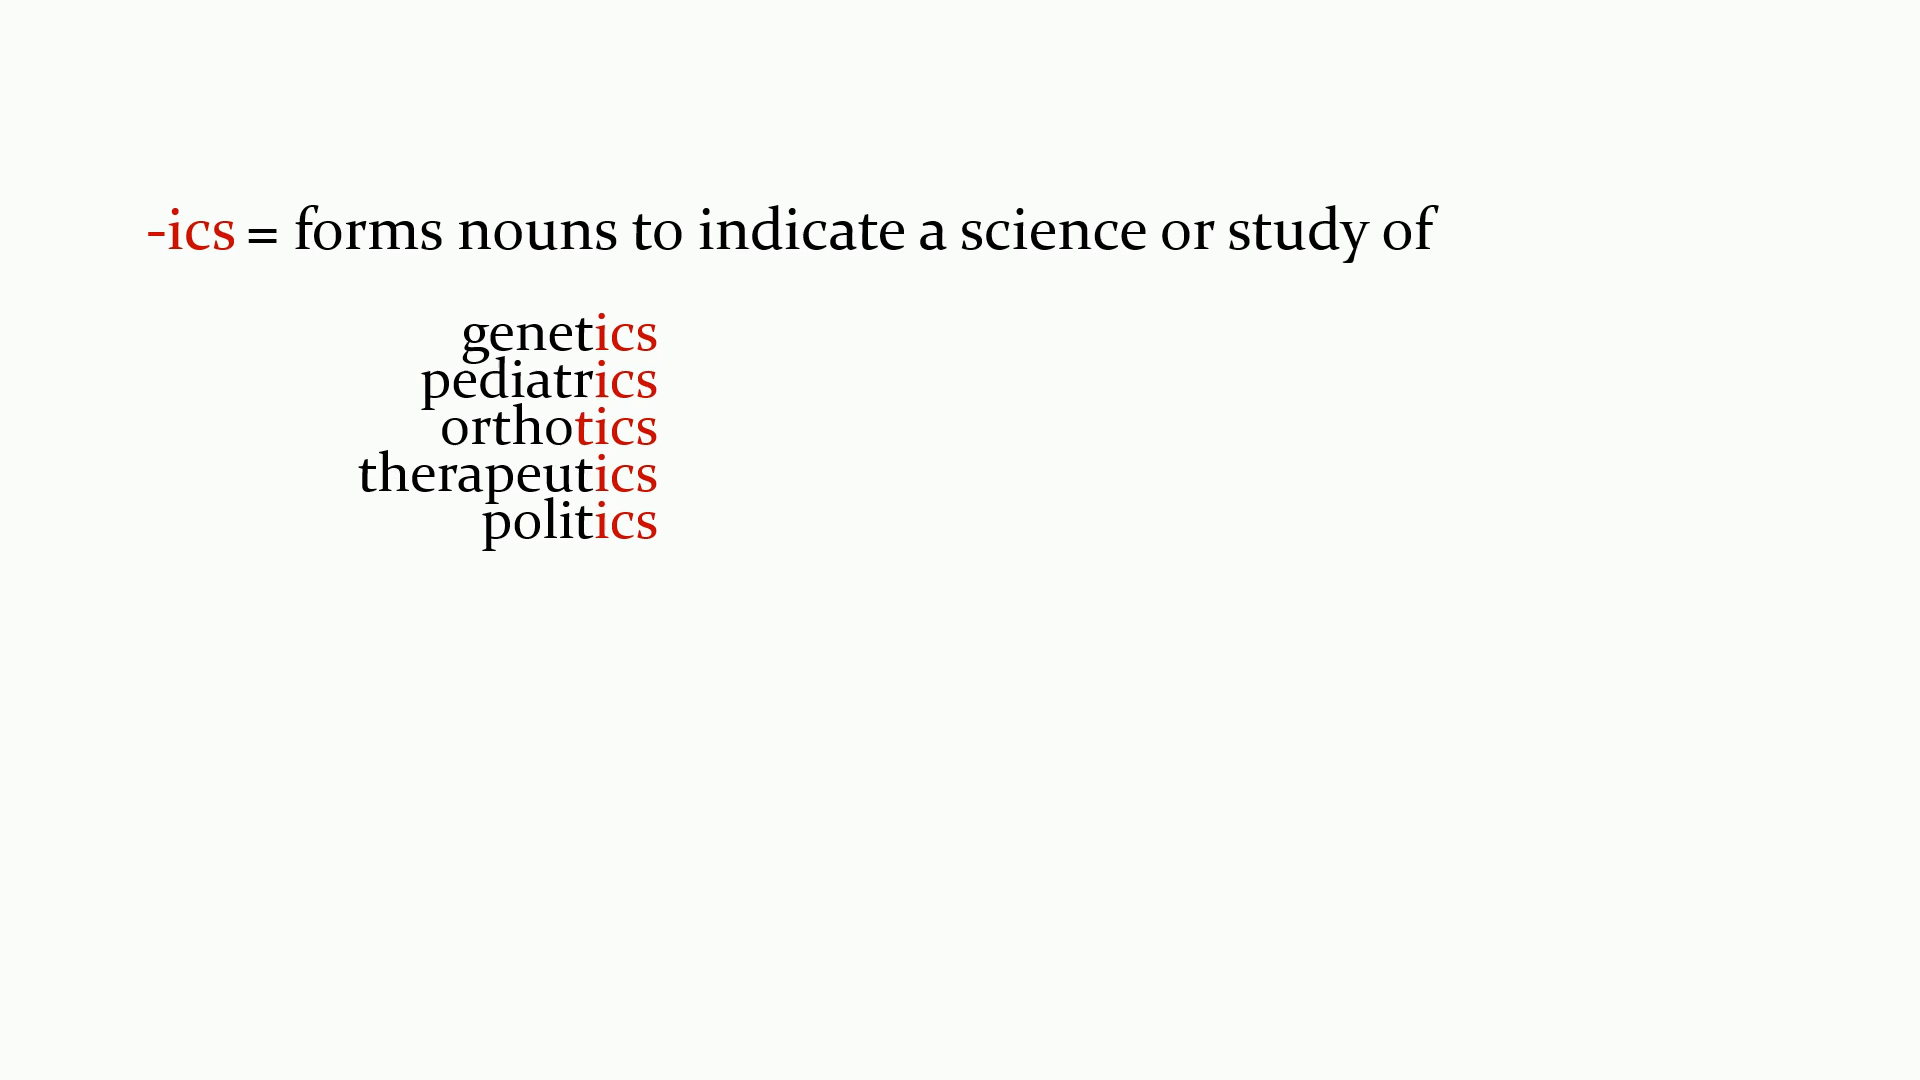 -ics = forms nouns to indicate a science or study of
genetics
pediatrics
orthotics
therapeutics
politics